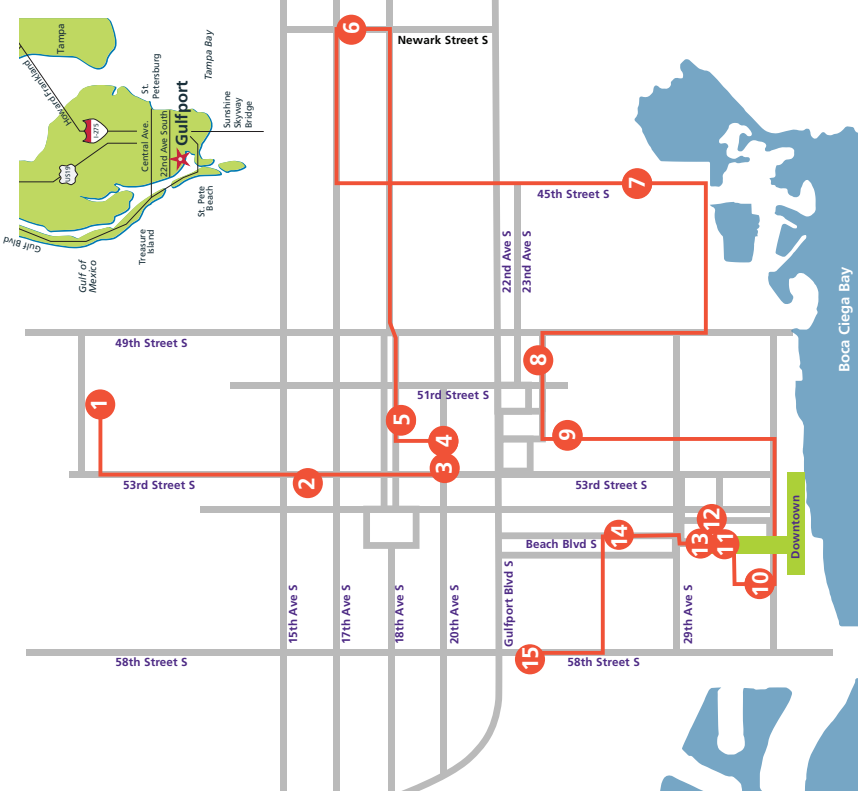 Tampa
Howard Frankland
I-275
US19
St.
Petersburg
Tampa Bay
Central Ave.
22nd Ave South
Gulfport
Sunshine
Skyway
Bridge
St. Pete
Beach
Treasure
Island
Gulf of
Mexico
Gulf Blvd
6
Newark Street S
7
45th Street S
22nd Ave S
23nd Ave S
Boca Ciega Bay
49th Street S
8
1
51rd Street S
5
4
9
3
53rd Street S
2
53rd Street S
Downtown
12
14
13
11
Beach Blvd S
10
15th Ave S
17th Ave S
18th Ave S
20th Ave S
Gulfport Blvd S
29th Ave S
58th Street S
15
58th Street S